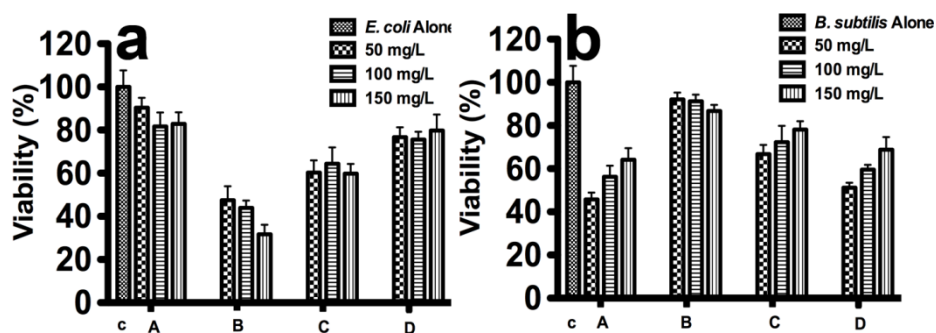 a
E. coli Alone
50 mg/L
100 mg/L
150 mg/L
Viability (%)
120
100
80
60
40
20
0
c A B C D
b
B. subtilis Alone
50 mg/L
100 mg/L
150 mg/L
Viability (%)
120
100
80
60
40
20
0
c A B C D